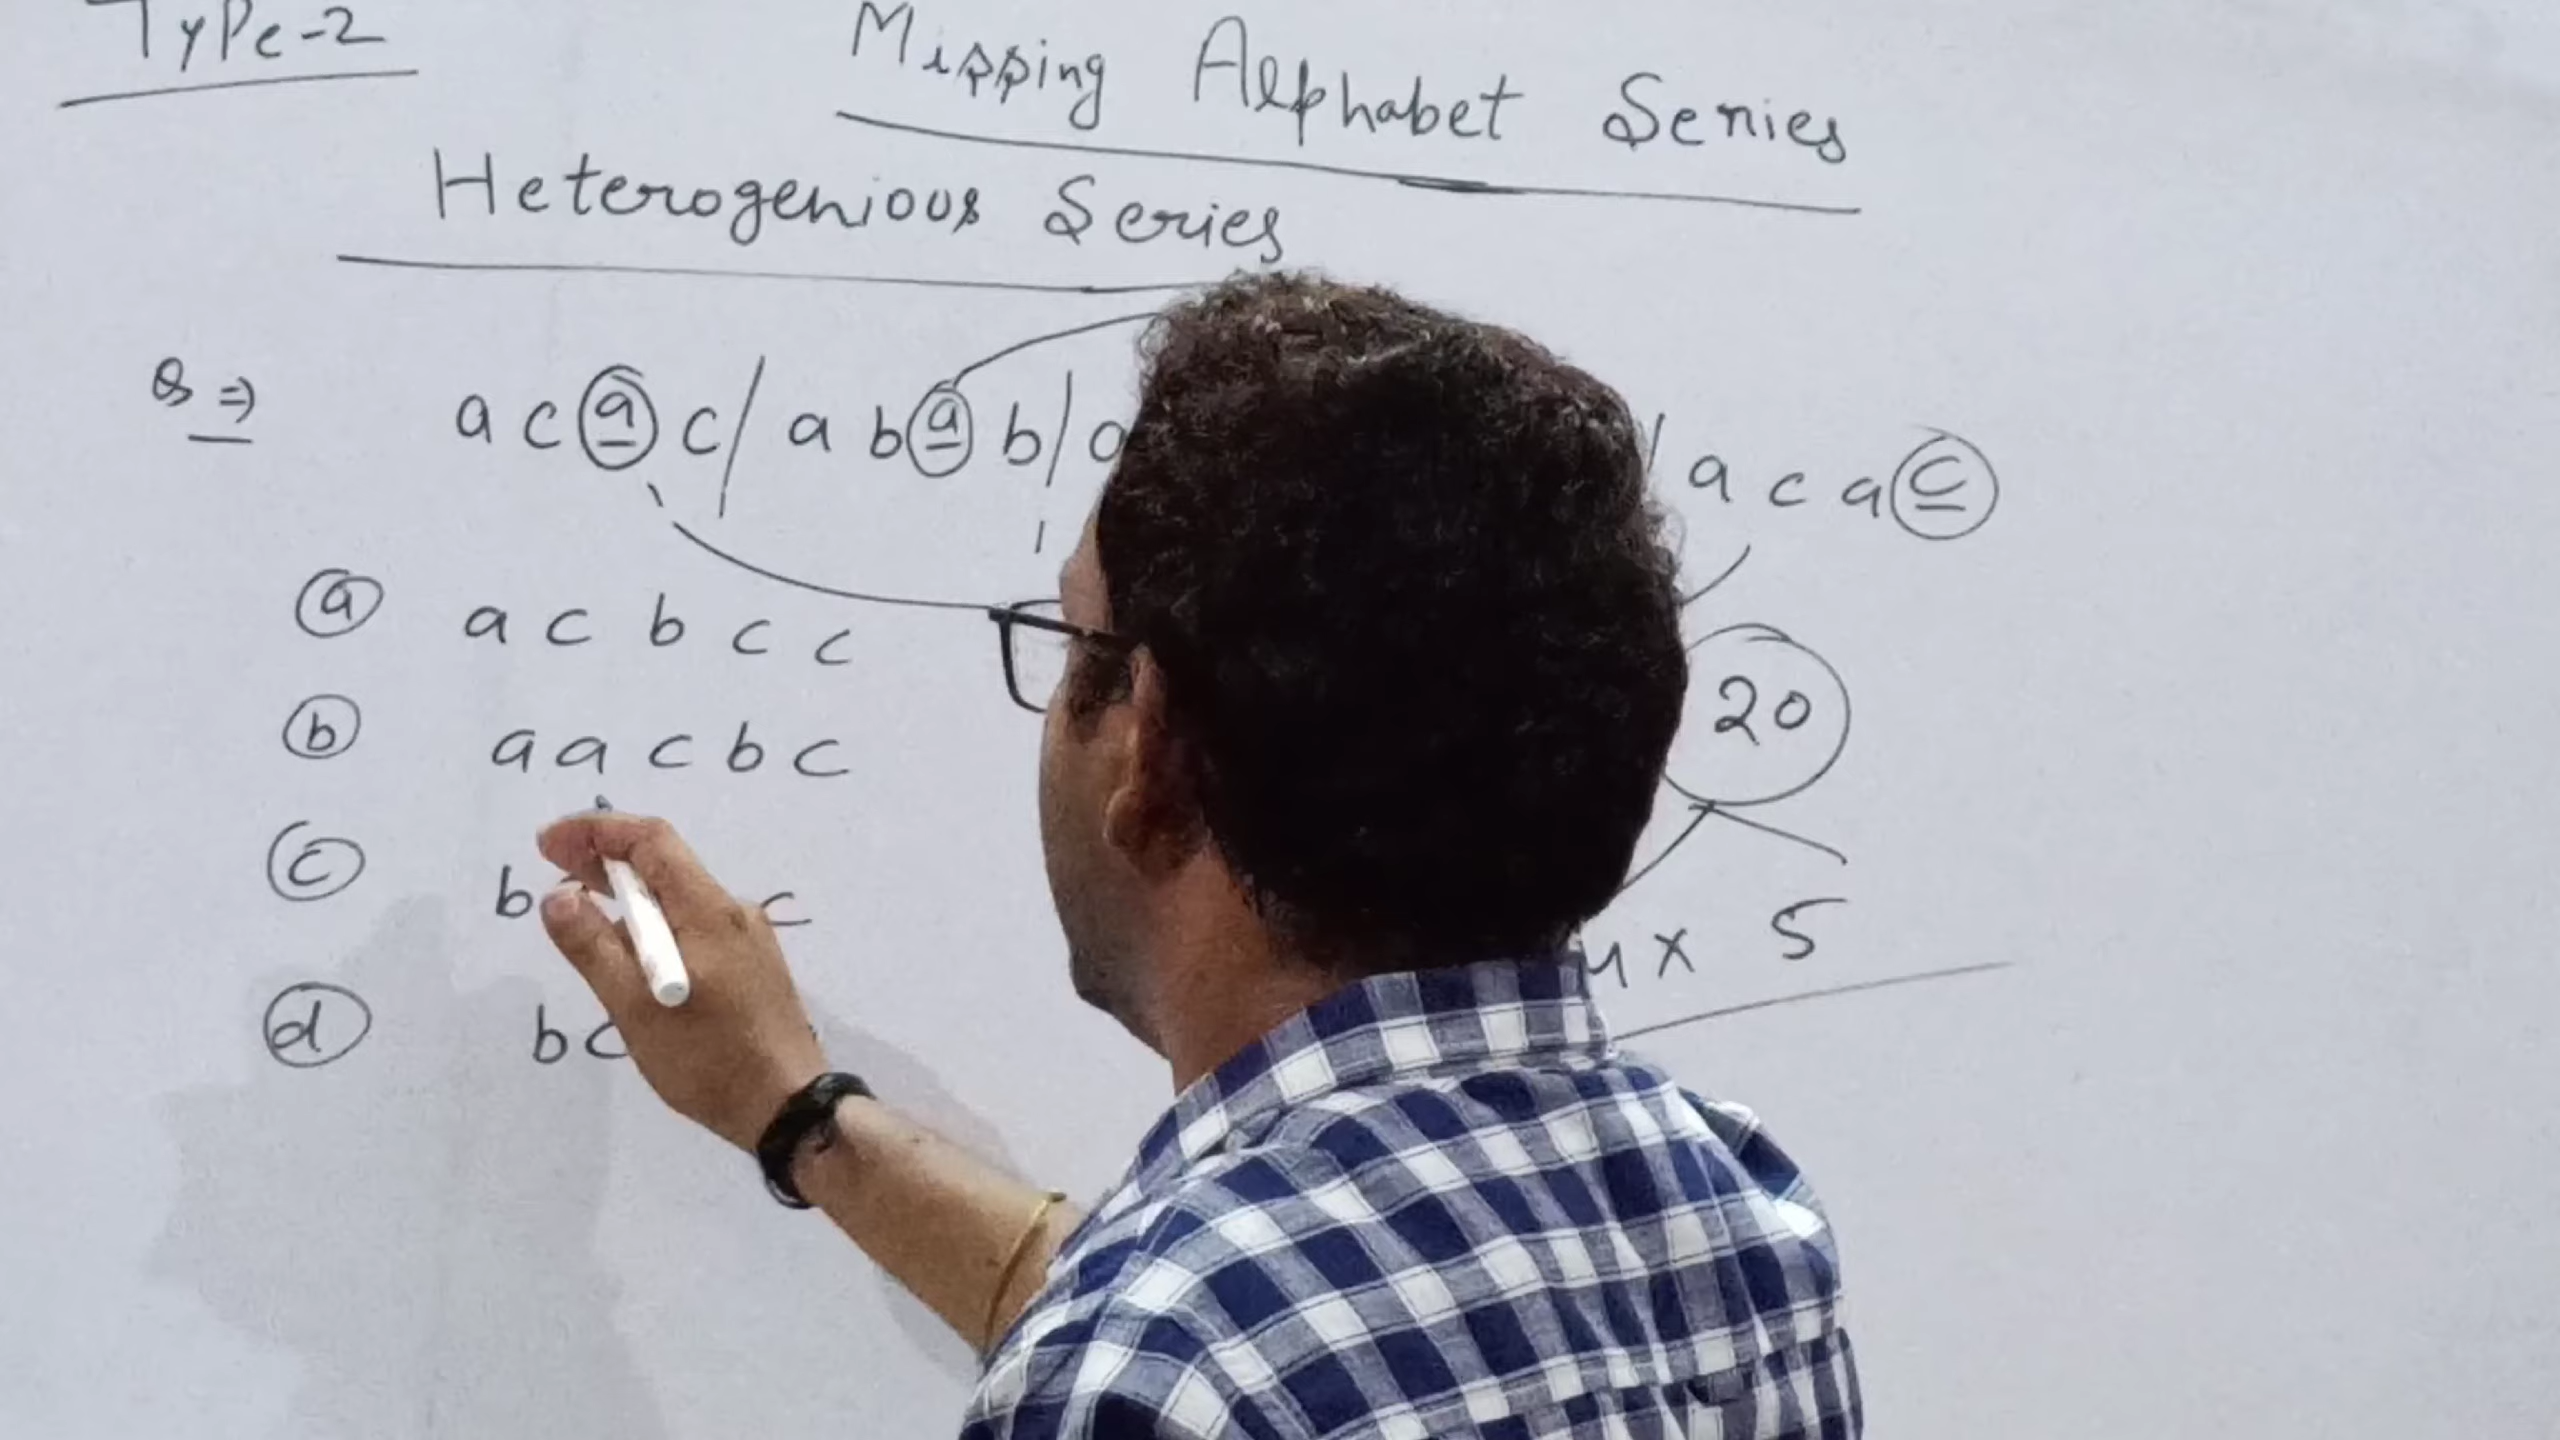 Type-2
Missing Alphabet Series
Heterogenious Series
Q ⇒ a c a c / a b a b / a / a c a c
a a c b c c
b a a c b c
20
c b c
4 x 5
d b c